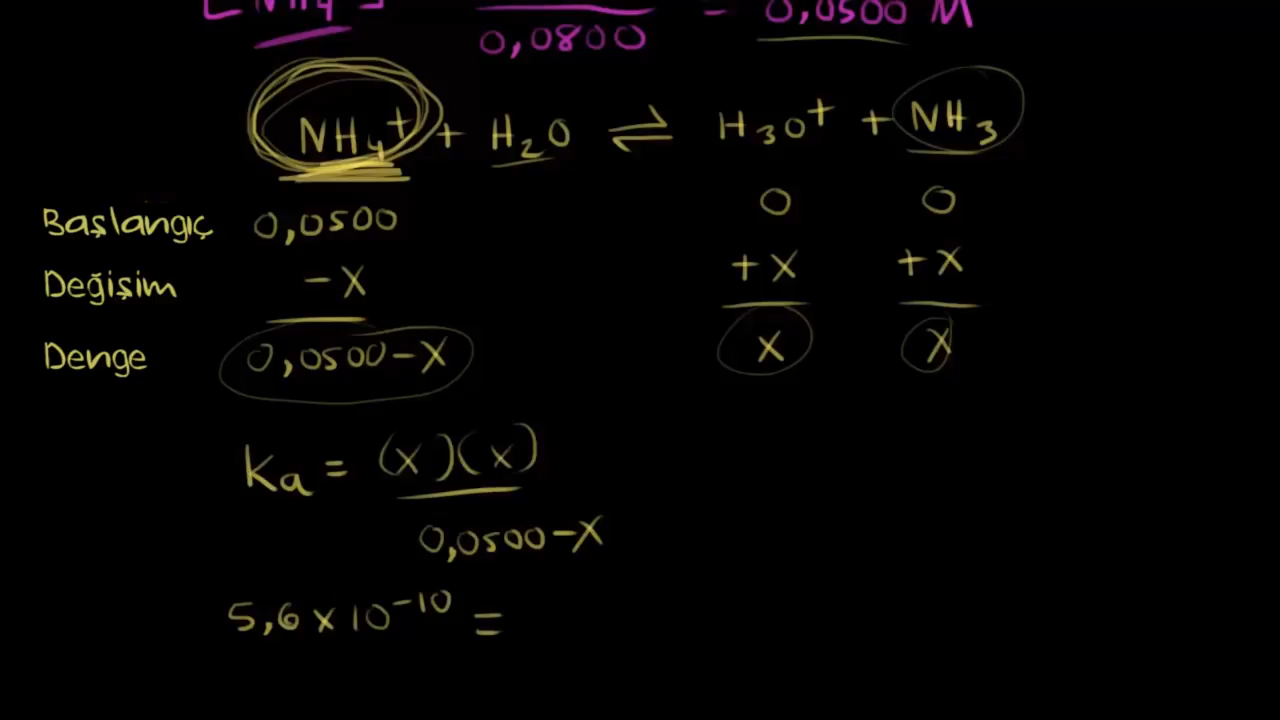 [NH4+] = 0,0500 M
0,0800
NH4+ + H2O ⇌ H3O+ + NH3
Başlangıç 0,0500 0 0
Değişim -X +X +X
Denge 0,0500-X X X
Ka = (X)(X)
0,0500-X
5,6 x 10^-10 =